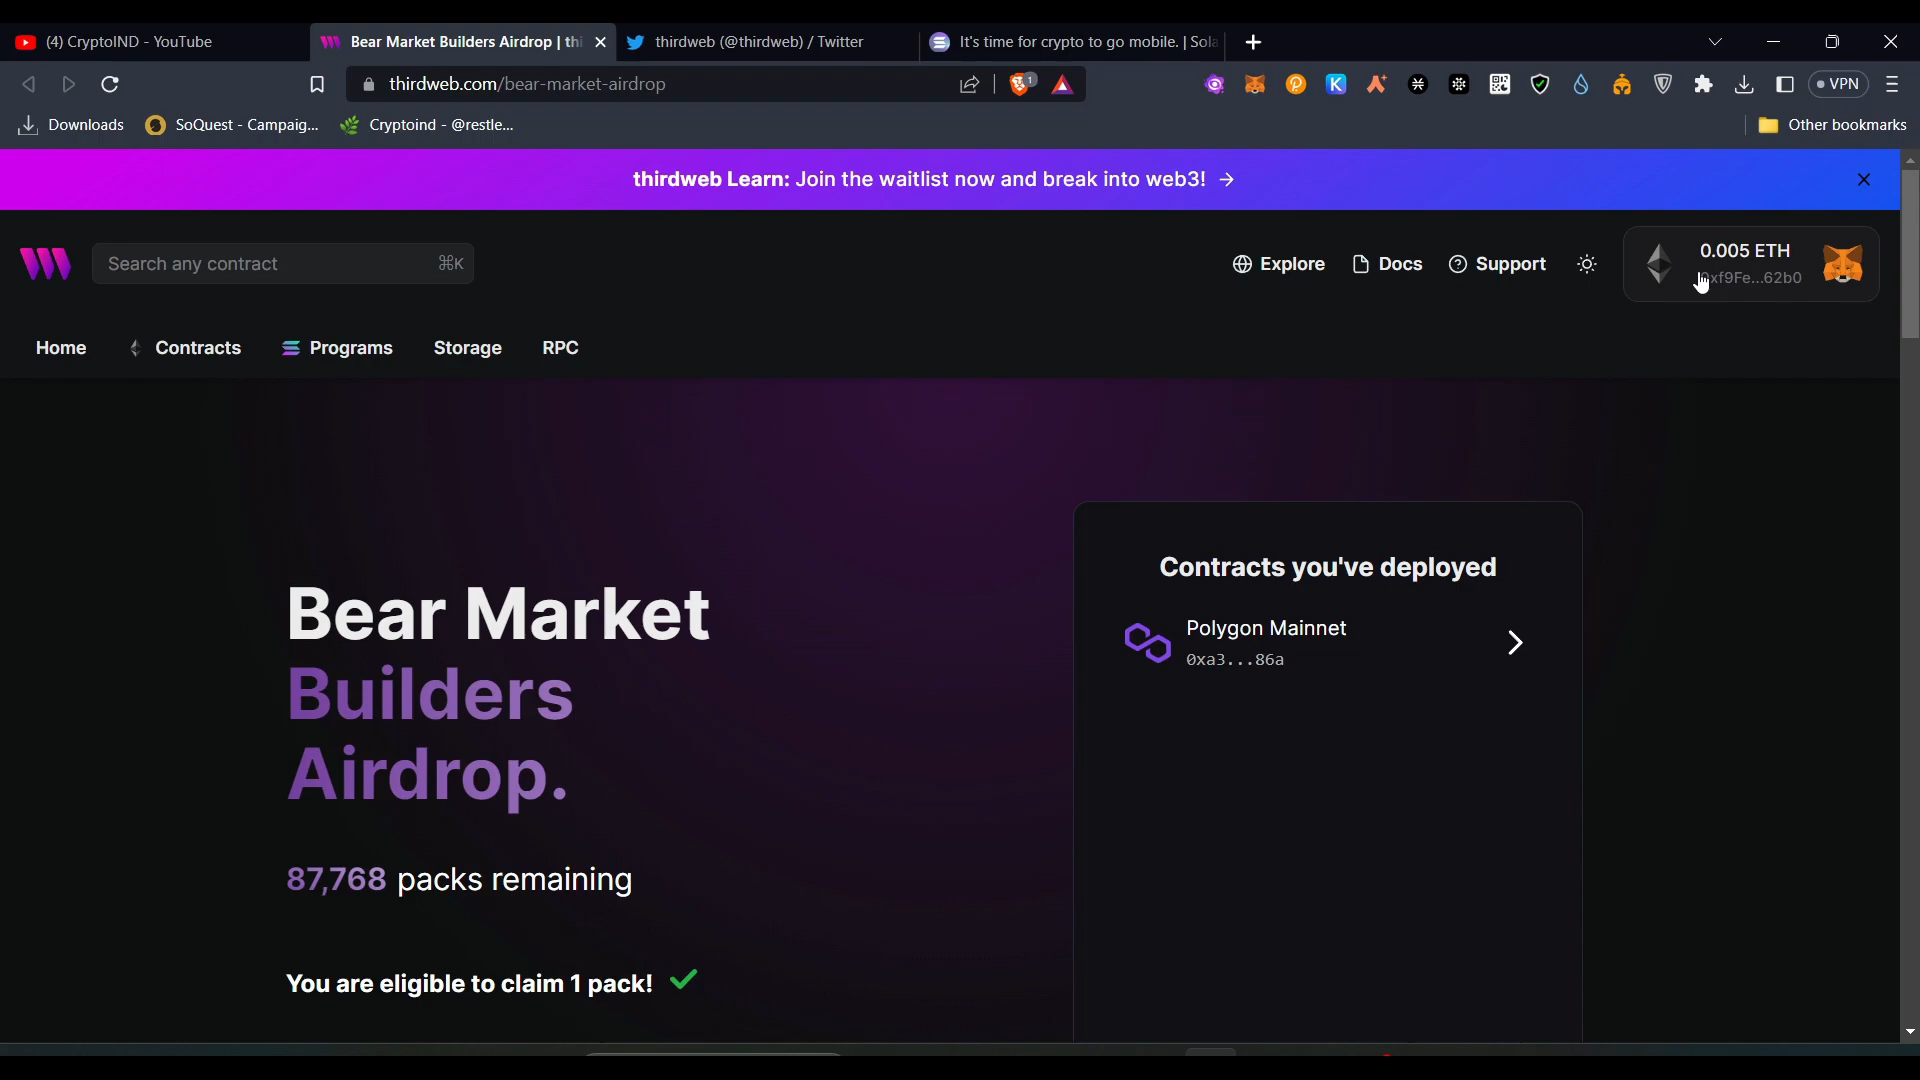 (4) CryptoIND - YouTube
Bear Market Builders Airdrop | thi
thirdweb (@thirdweb) / Twitter
It's time for crypto to go mobile. | Sola
thirdweb.com/bear-market-airdrop
1
VPN
Downloads
SoQuest - Campaig...
Cryptoind - @restle...
Other bookmarks
thirdweb Learn: Join the waitlist now and break into web3! →
Search any contract
⌘K
Explore
Docs
Support
0.005 ETH
xf9Fe...62b0
Home
Contracts
Programs
Storage
RPC
Bear Market
Builders
Airdrop.
87,768 packs remaining
You are eligible to claim 1 pack!
Contracts you've deployed
Polygon Mainnet
0xa3...86a